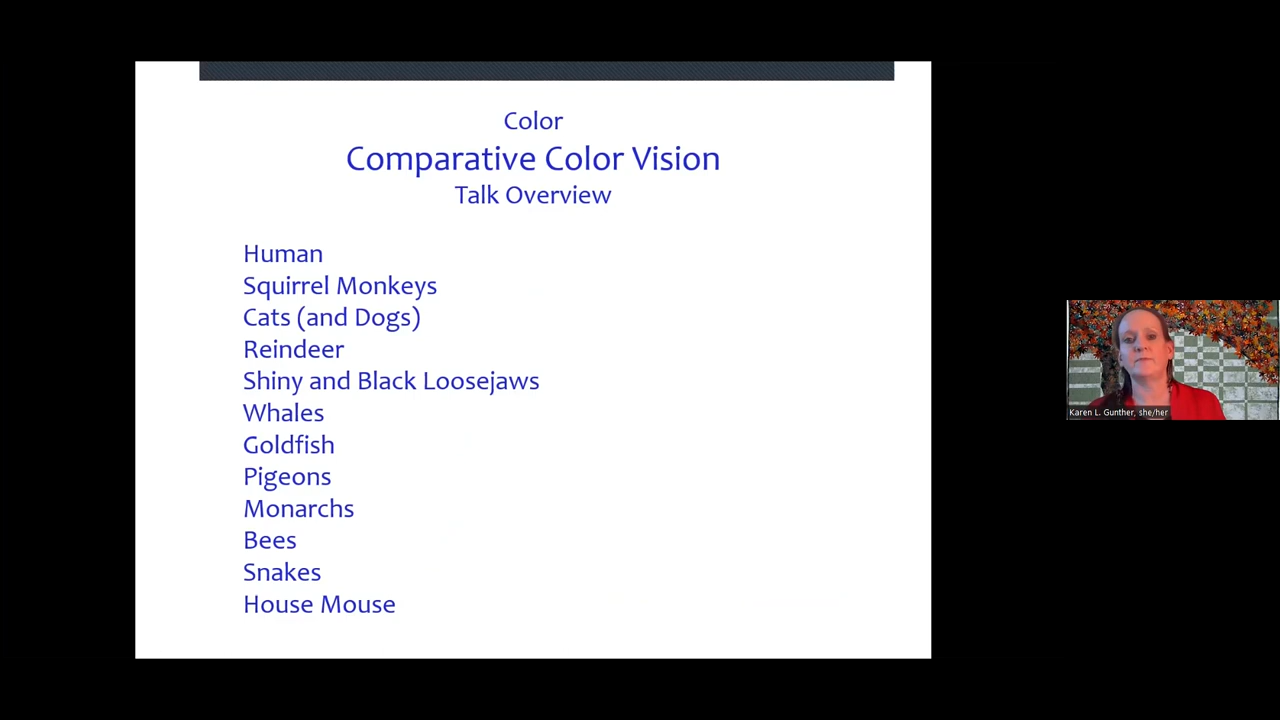 Color
Comparative Color Vision
Talk Overview
Human
Squirrel Monkeys
Cats (and Dogs)
Reindeer
Shiny and Black Loosejaws
Whales
Goldfish
Pigeons
Monarchs
Bees
Snakes
House Mouse
Karen L. Gunther, she/her